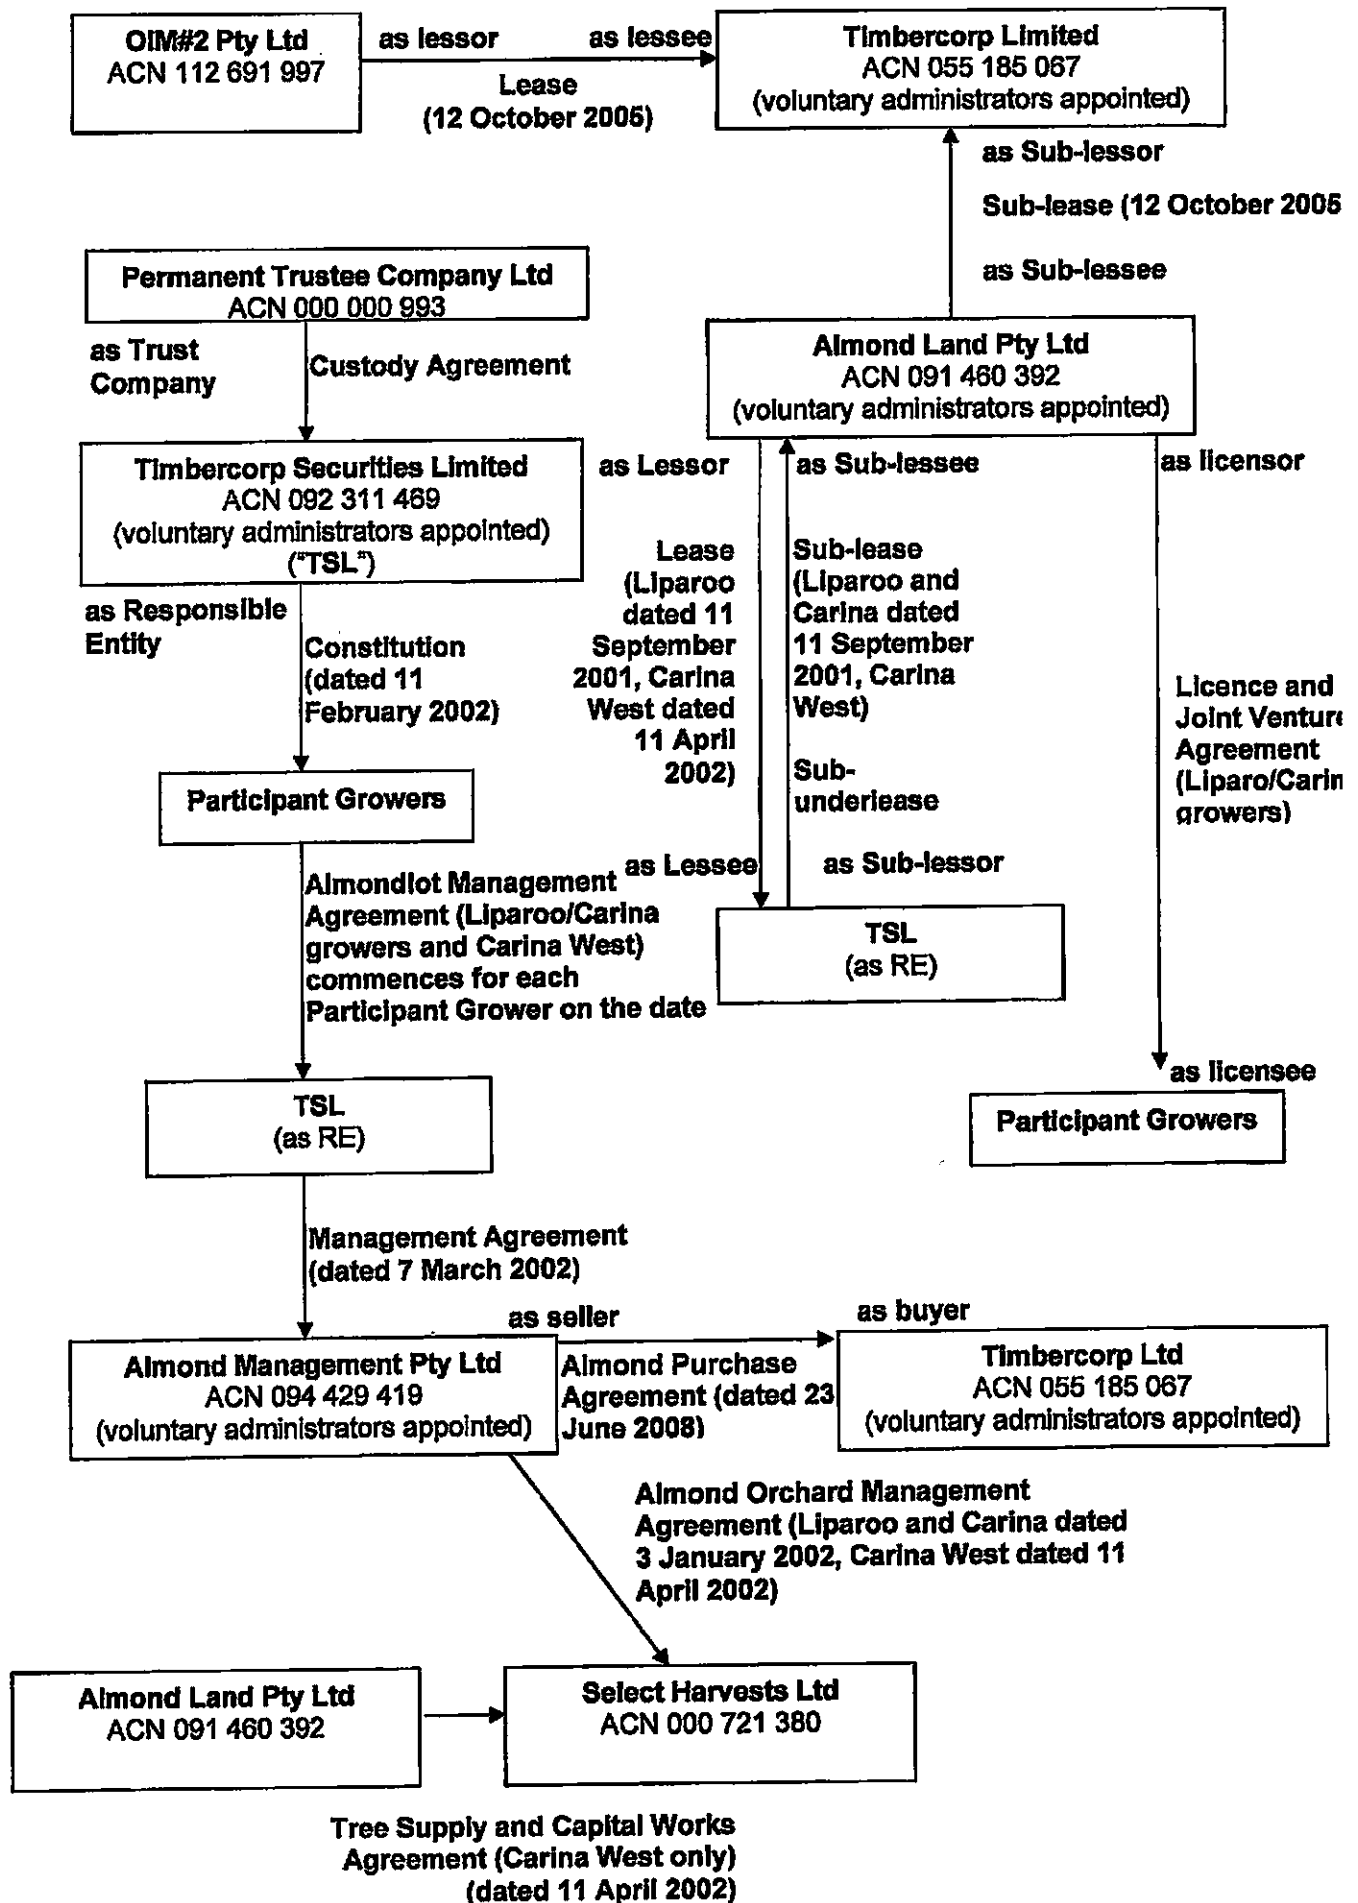 OIM#2 Pty Ltd
ACN 112 691 997
as lessor
as lessee
Lease
(12 October 2005)
Timbercorp Limited
ACN 055 185 067
(voluntary administrators appointed)
as Sub-lessor
Sub-lease (12 October 2005
as Sub-lessee
Permanent Trustee Company Ltd
ACN 000 000 993
as Trust
Company
Custody Agreement
Almond Land Pty Ltd
ACN 091 460 392
(voluntary administrators appointed)
Timbercorp Securities Limited
ACN 092 311 469
(voluntary administrators appointed)
("TSL")
as Responsible
Entity
Constitution
(dated 11
February 2002)
as Lessor
Lease
(Liparoo
dated 11
September
2001, Carina
West dated
11 April
2002)
as Lessee
as Sub-lessee
Sub-lease
(Liparoo and
Carina dated
11 September
2001, Carina
West)
Sub-
underlease
as Sub-lessor
as licensor
Licence and
Joint Venture
Agreement
(Liparo/Carin
growers)
as licensee
Participant Growers
Almondlot Management
Agreement (Liparoo/Carina
growers and Carina West)
commences for each
Participant Grower on the date
TSL
(as RE)
TSL
(as RE)
Participant Growers
Management Agreement
(dated 7 March 2002)
as seller
as buyer
Almond Management Pty Ltd
ACN 094 429 419
(voluntary administrators appointed)
Almond Purchase
Agreement (dated 23
June 2008)
Timbercorp Ltd
ACN 055 185 067
(voluntary administrators appointed)
Almond Orchard Management
Agreement (Liparoo and Carina dated
3 January 2002, Carina West dated 11
April 2002)
Almond Land Pty Ltd
ACN 091 460 392
Select Harvests Ltd
ACN 000 721 380
Tree Supply and Capital Works
Agreement (Carina West only)
(dated 11 April 2002)